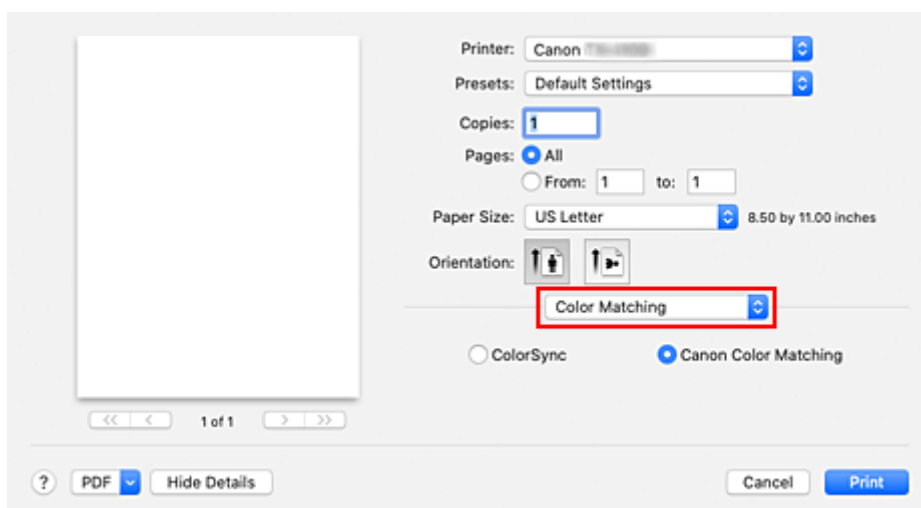 Printer: Canon
Presets: Default Settings
Copies: 1
Pages: All
From: 1 to: 1
Paper Size: US Letter 8.50 by 11.00 inches
Orientation:
Color Matching
ColorSync Canon Color Matching
<< < 1 of 1 > >>
? PDF Hide Details Cancel Print